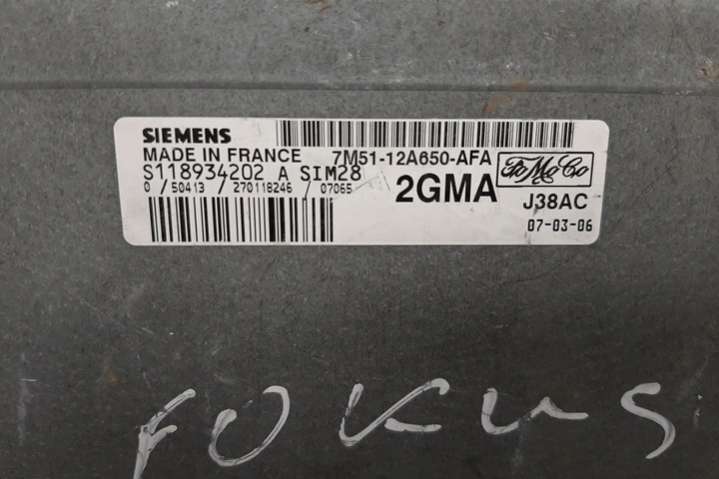 SIEMENS
MADE IN FRANCE 7M51-12A650-AFA
S118934202 A SIM28 2GMA FoMoCo
0 / 50413 / 270118246 / 07065 J38AC
07-03-06
fokus